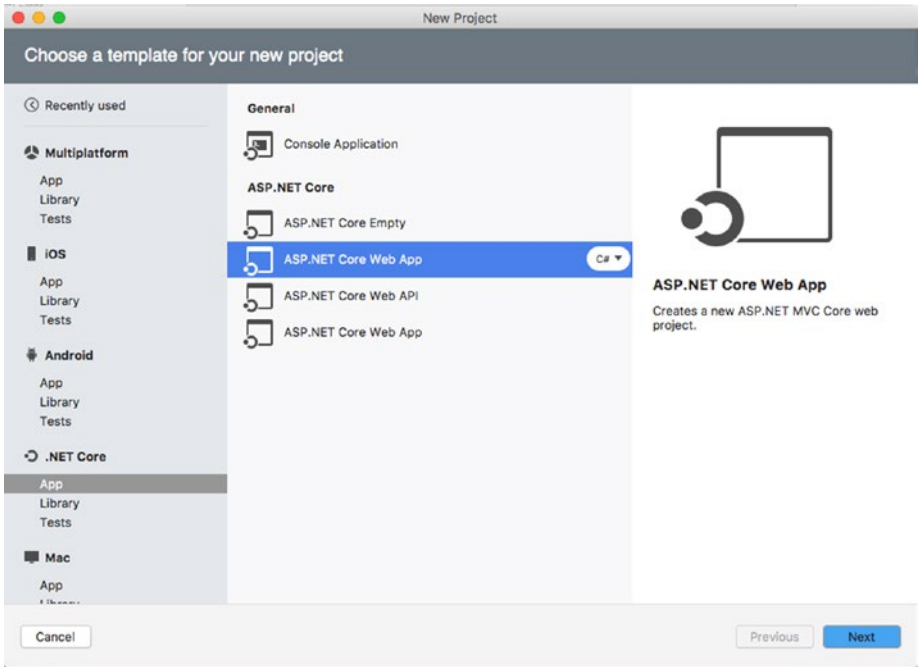 New Project
Choose a template for your new project
Recently used
Multiplatform
App
Library
Tests
iOS
App
Library
Tests
Android
App
Library
Tests
.NET Core
App
Library
Tests
Mac
App
General
Console Application
ASP.NET Core
ASP.NET Core Empty
ASP.NET Core Web App C#
ASP.NET Core Web API
ASP.NET Core Web App
ASP.NET Core Web App
Creates a new ASP.NET MVC Core web
project.
Cancel
Previous
Next